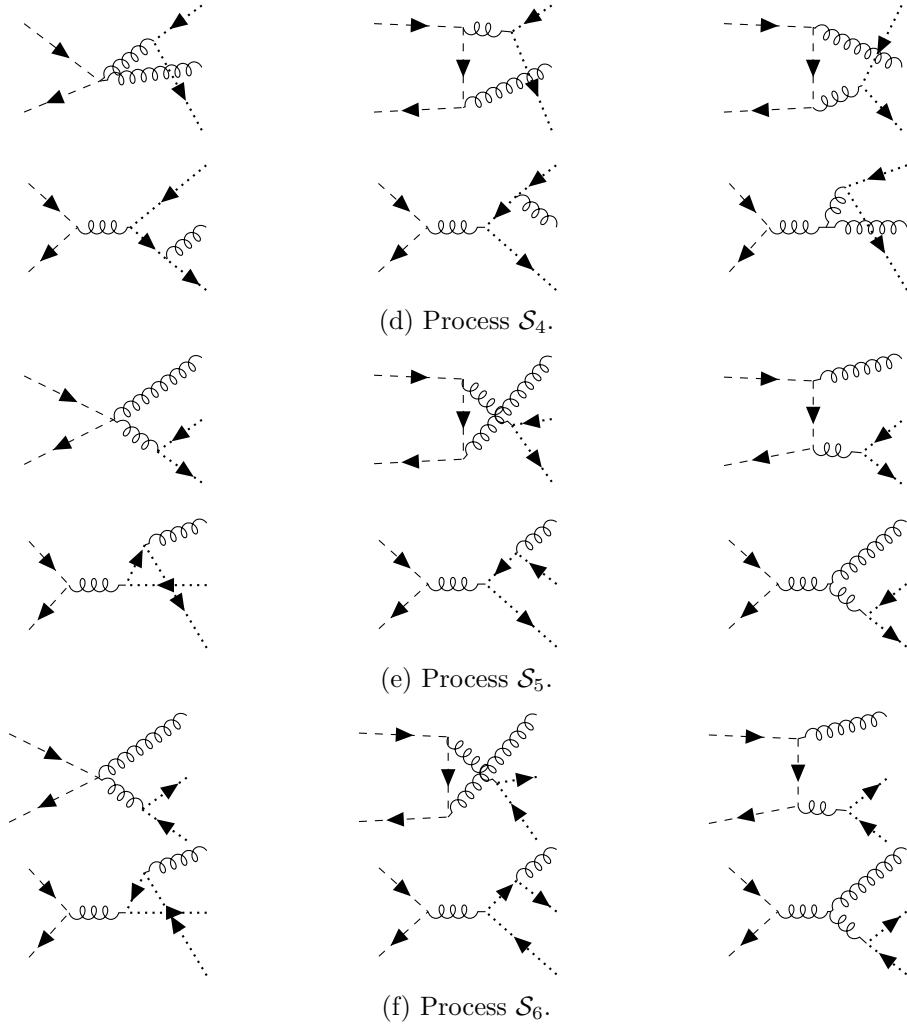 (d) Process S₄.
(e) Process S₅.
(f) Process S₆.